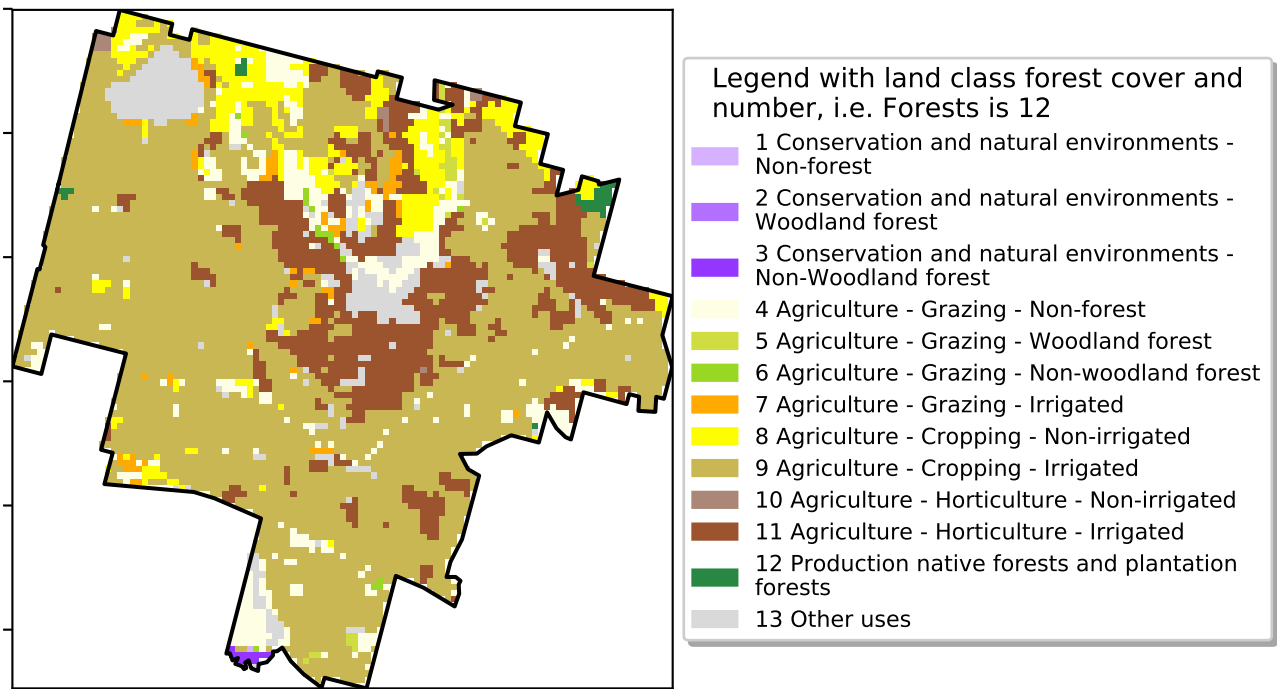 Legend with land class forest cover and
number, i.e. Forests is 12
1 Conservation and natural environments -
Non-forest
2 Conservation and natural environments -
Woodland forest
3 Conservation and natural environments -
Non-Woodland forest
4 Agriculture - Grazing - Non-forest
5 Agriculture - Grazing - Woodland forest
6 Agriculture - Grazing - Non-woodland forest
7 Agriculture - Grazing - Irrigated
8 Agriculture - Cropping - Non-irrigated
9 Agriculture - Cropping - Irrigated
10 Agriculture - Horticulture - Non-irrigated
11 Agriculture - Horticulture - Irrigated
12 Production native forests and plantation
forests
13 Other uses